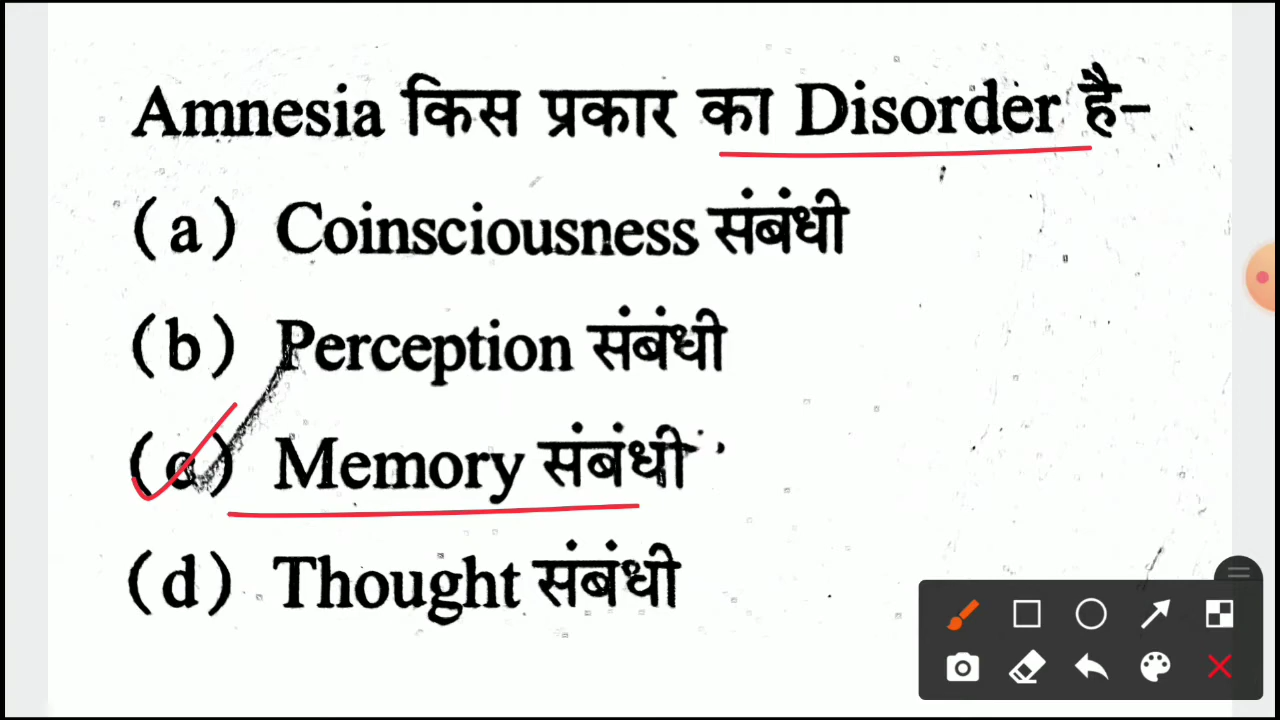 Amnesia किस प्रकार का Disorder है-
(a) Coinsciousness संबंधी
(b) Perception संबंधी
(c) Memory संबंधी
(d) Thought संबंधी